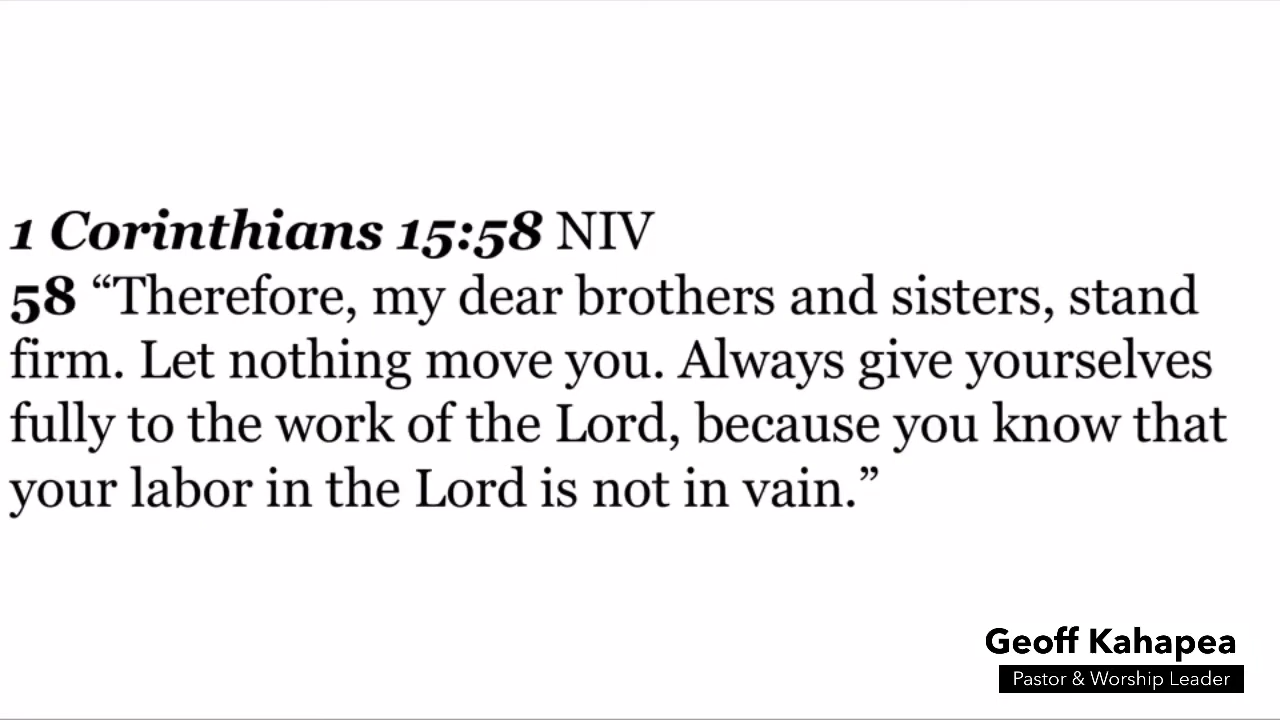 1 Corinthians 15:58 NIV
58 “Therefore, my dear brothers and sisters, stand
firm. Let nothing move you. Always give yourselves
fully to the work of the Lord, because you know that
your labor in the Lord is not in vain.”
Geoff Kahapea
Pastor & Worship Leader